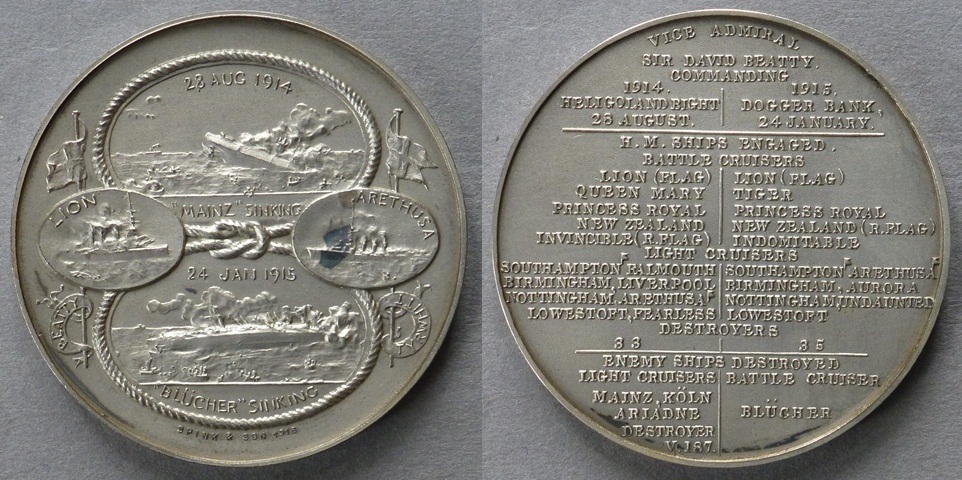 28 AUG 1914
LION
"MAINZ" SINKING
ARETHUSA
24 JAN 1915
BEATTY
"BLÜCHER" SINKING
SPINK & SON 1915
VICE ADMIRAL
SIR DAVID BEATTY.
COMMANDING
1914. 1915.
HELIGOLAND BIGHT DOGGER BANK,
28 AUGUST. 24 JANUARY.
H.M. SHIPS ENGAGED.
BATTLE CRUISERS
LION (FLAG) LION (FLAG)
QUEEN MARY TIGER
PRINCESS ROYAL PRINCESS ROYAL
NEW ZEALAND NEW ZEALAND (R.FLAG)
INVINCIBLE (R.FLAG) INDOMITABLE
LIGHT CRUISERS
SOUTHAMPTON F FALMOUTH SOUTHAMPTON F ARETHUSA F
BIRMINGHAM, LIVERPOOL BIRMINGHAM, AURORA
NOTTINGHAM, ARETHUSA F NOTTINGHAM, UNDAUNTED
LOWESTOFT, FEARLESS LOWESTOFT
DESTROYERS
33 35
ENEMY SHIPS DESTROYED
LIGHT CRUISERS BATTLE CRUISER
MAINZ, KÖLN
ARIADNE BLÜCHER
DESTROYER
V.187.